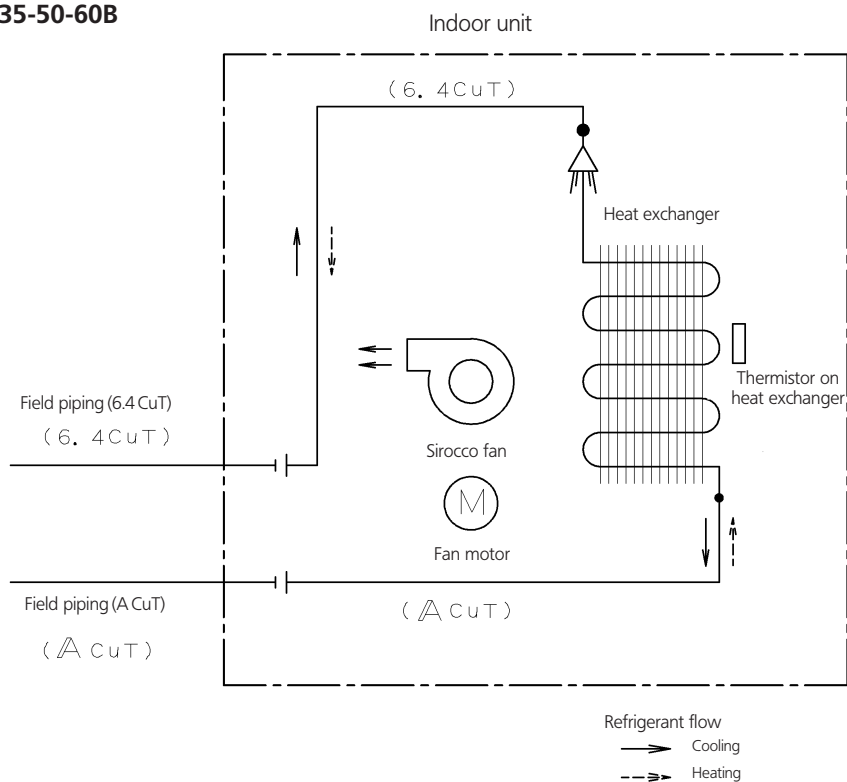 35-50-60B
Indoor unit
(6. 4CuT)
Heat exchanger
Thermistor on
heat exchanger
Field piping (6.4 CuT)
(6. 4CuT)
Sirocco fan
M
Fan motor
Field piping (A CuT)
(A CuT)
(A CuT)
Refrigerant flow
Cooling
Heating